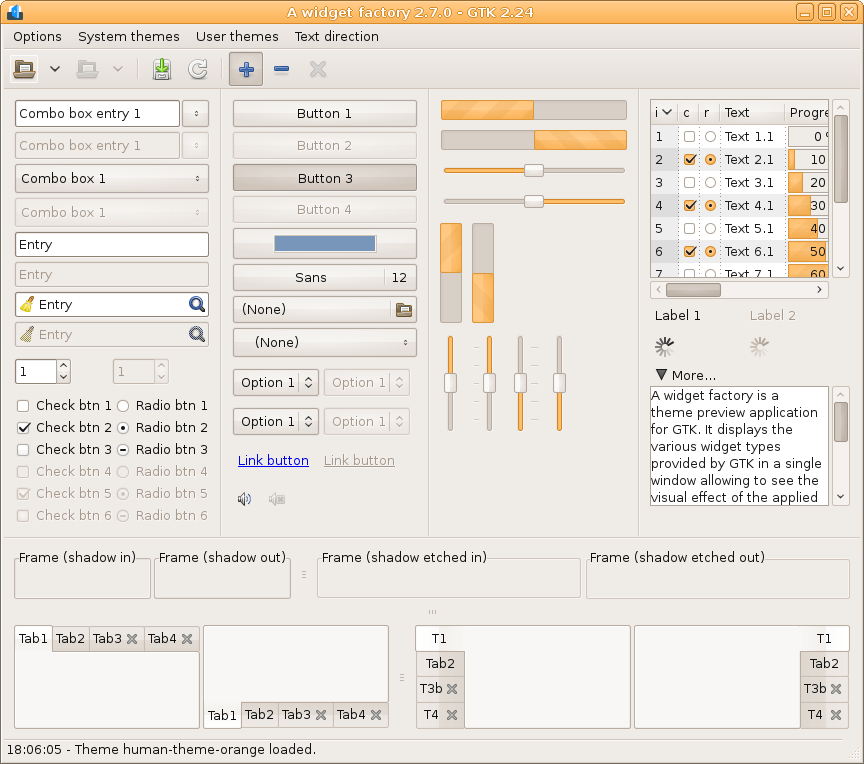 A widget factory 2.7.0 - GTK 2.24
Options System themes User themes Text direction
Combo box entry 1
Combo box entry 1
Combo box 1
Combo box 1
Entry
Entry
Entry
Entry
1 1
Check btn 1 Radio btn 1
Check btn 2 Radio btn 2
Check btn 3 Radio btn 3
Check btn 4 Radio btn 4
Check btn 5 Radio btn 5
Check btn 6 Radio btn 6
Button 1
Button 2
Button 3
Button 4
Sans 12
(None)
(None)
Option 1 Option 1
Option 1 Option 1
Link button Link button
i c r Text Progre
1 Text 1.1 0 %
2 Text 2.1 10
3 Text 3.1 20
4 Text 4.1 30
5 Text 5.1 40
6 Text 6.1 50
7 Text 7.1 60
Label 1 Label 2
More...
A widget factory is a
theme preview application
for GTK. It displays the
various widget types
provided by GTK in a single
window allowing to see the
visual effect of the applied
Frame (shadow in) Frame (shadow out) Frame (shadow etched in) Frame (shadow etched out)
Tab1 Tab2 Tab3 Tab4
Tab1 Tab2 Tab3 Tab4
T1
Tab2
T3b
T4
T1
Tab2
T3b
T4
18:06:05 - Theme human-theme-orange loaded.